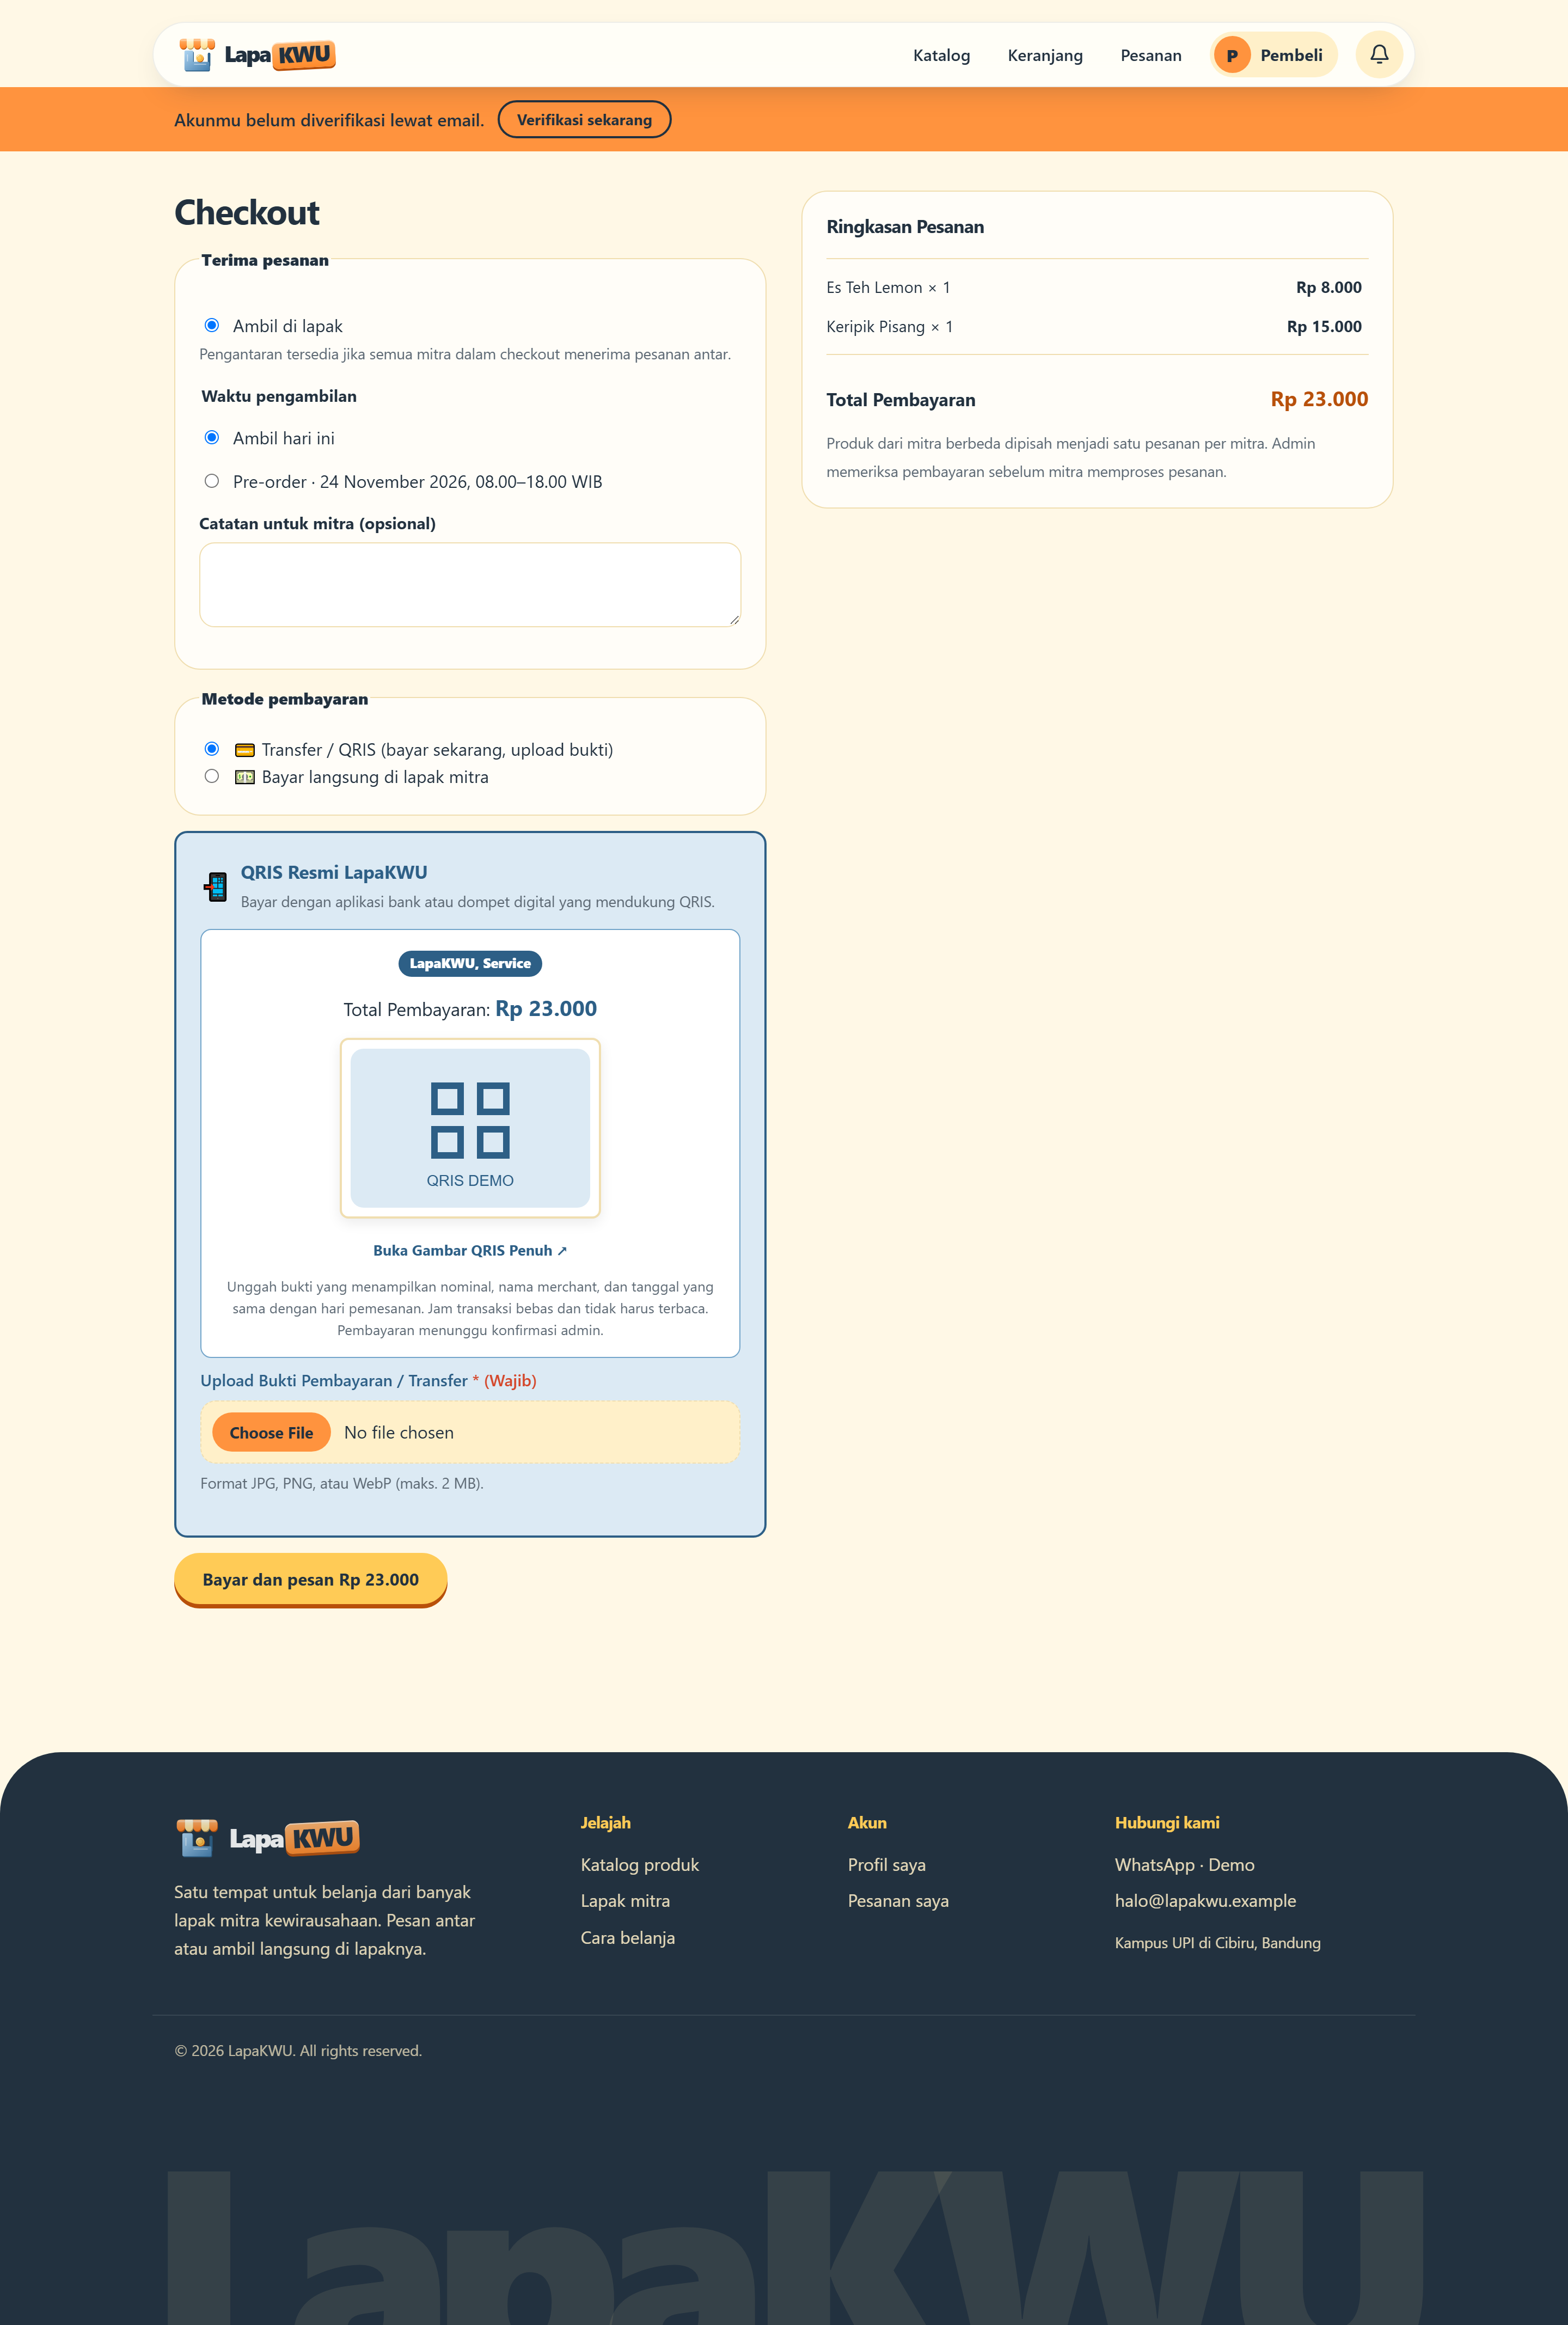 Lapa KWU
Katalog
Keranjang
Pesanan
P
Pembeli
Akunmu belum diverifikasi lewat email.
Verifikasi sekarang
Checkout
Terima pesanan
Ambil di lapak
Pengantaran tersedia jika semua mitra dalam checkout menerima pesanan antar.
Waktu pengambilan
Ambil hari ini
Pre-order · 24 November 2026, 08.00–18.00 WIB
Catatan untuk mitra (opsional)
Metode pembayaran
Transfer / QRIS (bayar sekarang, upload bukti)
Bayar langsung di lapak mitra
QRIS Resmi LapaKWU
Bayar dengan aplikasi bank atau dompet digital yang mendukung QRIS.
LapaKWU, Service
Total Pembayaran: Rp 23.000
QRIS DEMO
Buka Gambar QRIS Penuh ↗
Unggah bukti yang menampilkan nominal, nama merchant, dan tanggal yang
sama dengan hari pemesanan. Jam transaksi bebas dan tidak harus terbaca.
Pembayaran menunggu konfirmasi admin.
Upload Bukti Pembayaran / Transfer * (Wajib)
Choose File
No file chosen
Format JPG, PNG, atau WebP (maks. 2 MB).
Bayar dan pesan Rp 23.000
Ringkasan Pesanan
Es Teh Lemon × 1 Rp 8.000
Keripik Pisang × 1 Rp 15.000
Total Pembayaran Rp 23.000
Produk dari mitra berbeda dipisah menjadi satu pesanan per mitra. Admin
memeriksa pembayaran sebelum mitra memproses pesanan.
Lapa KWU
Satu tempat untuk belanja dari banyak
lapak mitra kewirausahaan. Pesan antar
atau ambil langsung di lapaknya.
Jelajah
Katalog produk
Lapak mitra
Cara belanja
Akun
Profil saya
Pesanan saya
Hubungi kami
WhatsApp · Demo
halo@lapakwu.example
Kampus UPI di Cibiru, Bandung
© 2026 LapaKWU. All rights reserved.
LapaKWU